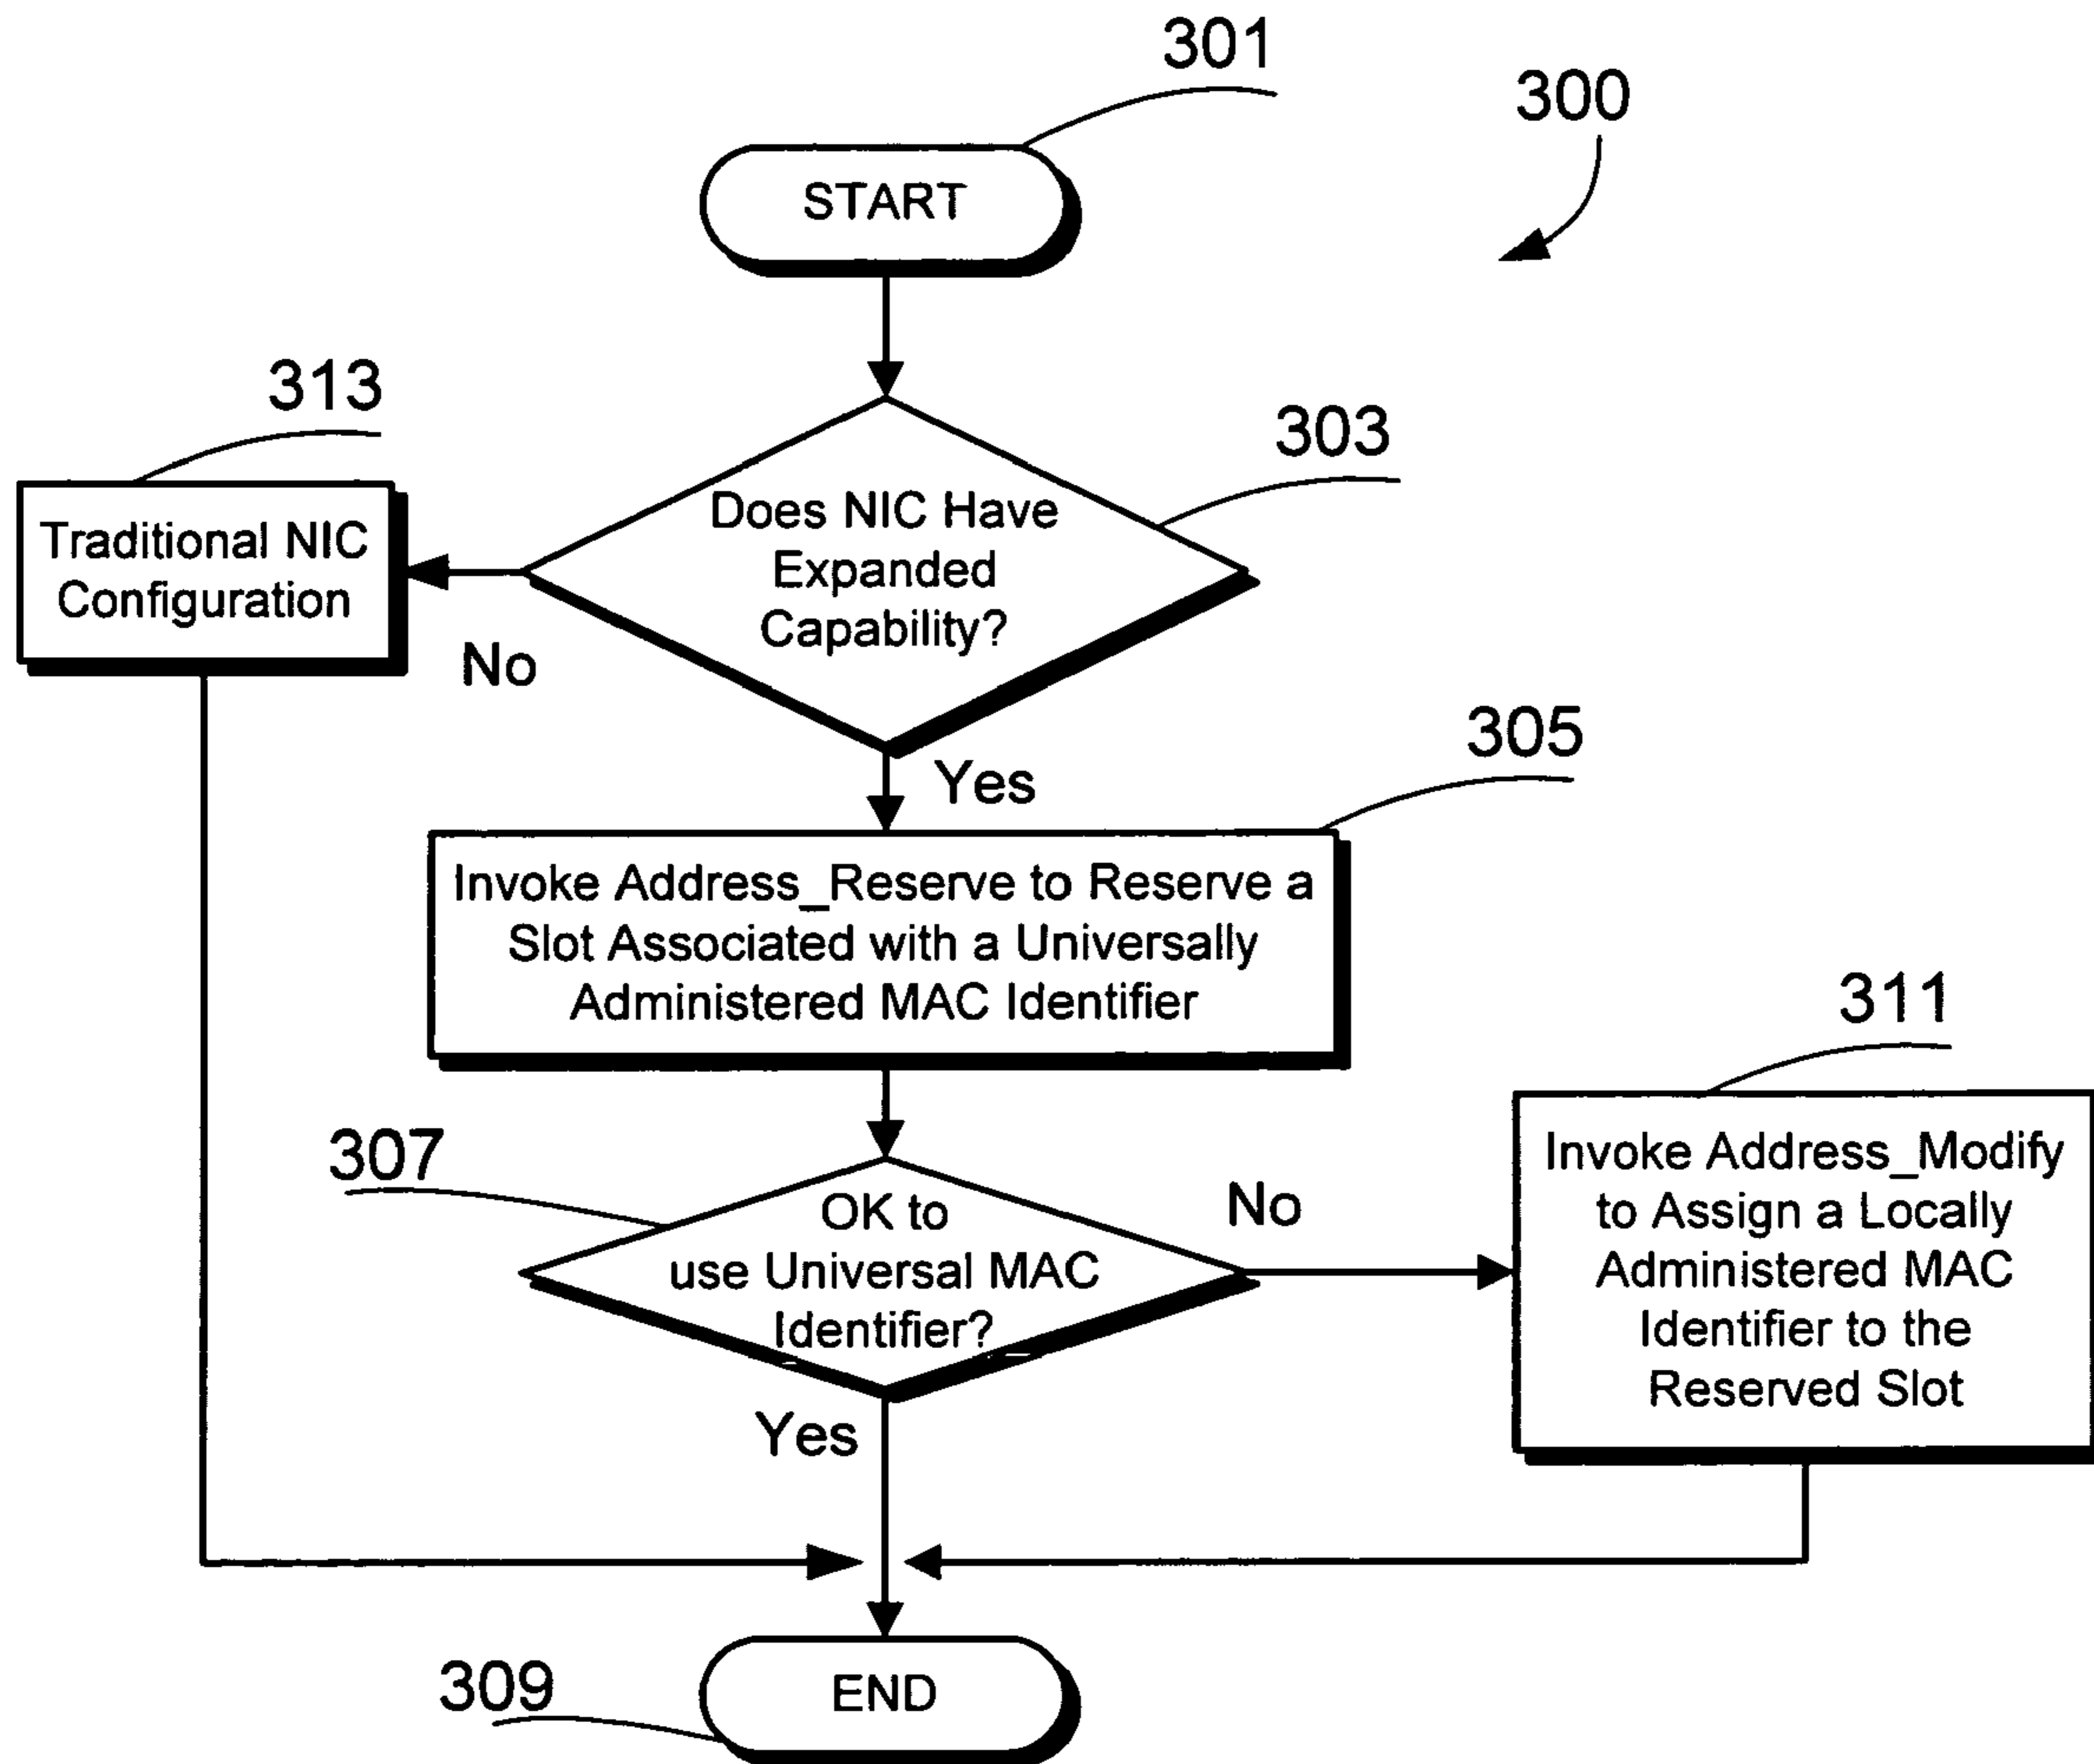 301
300
START
313
303
Does NIC Have
Expanded
Capability?
Traditional NIC
Configuration
No
Yes
305
Invoke Address_Reserve to Reserve a
Slot Associated with a Universally
Administered MAC Identifier
311
307
OK to
use Universal MAC
Identifier?
No
Invoke Address_Modify
to Assign a Locally
Administered MAC
Identifier to the
Reserved Slot
Yes
309
END